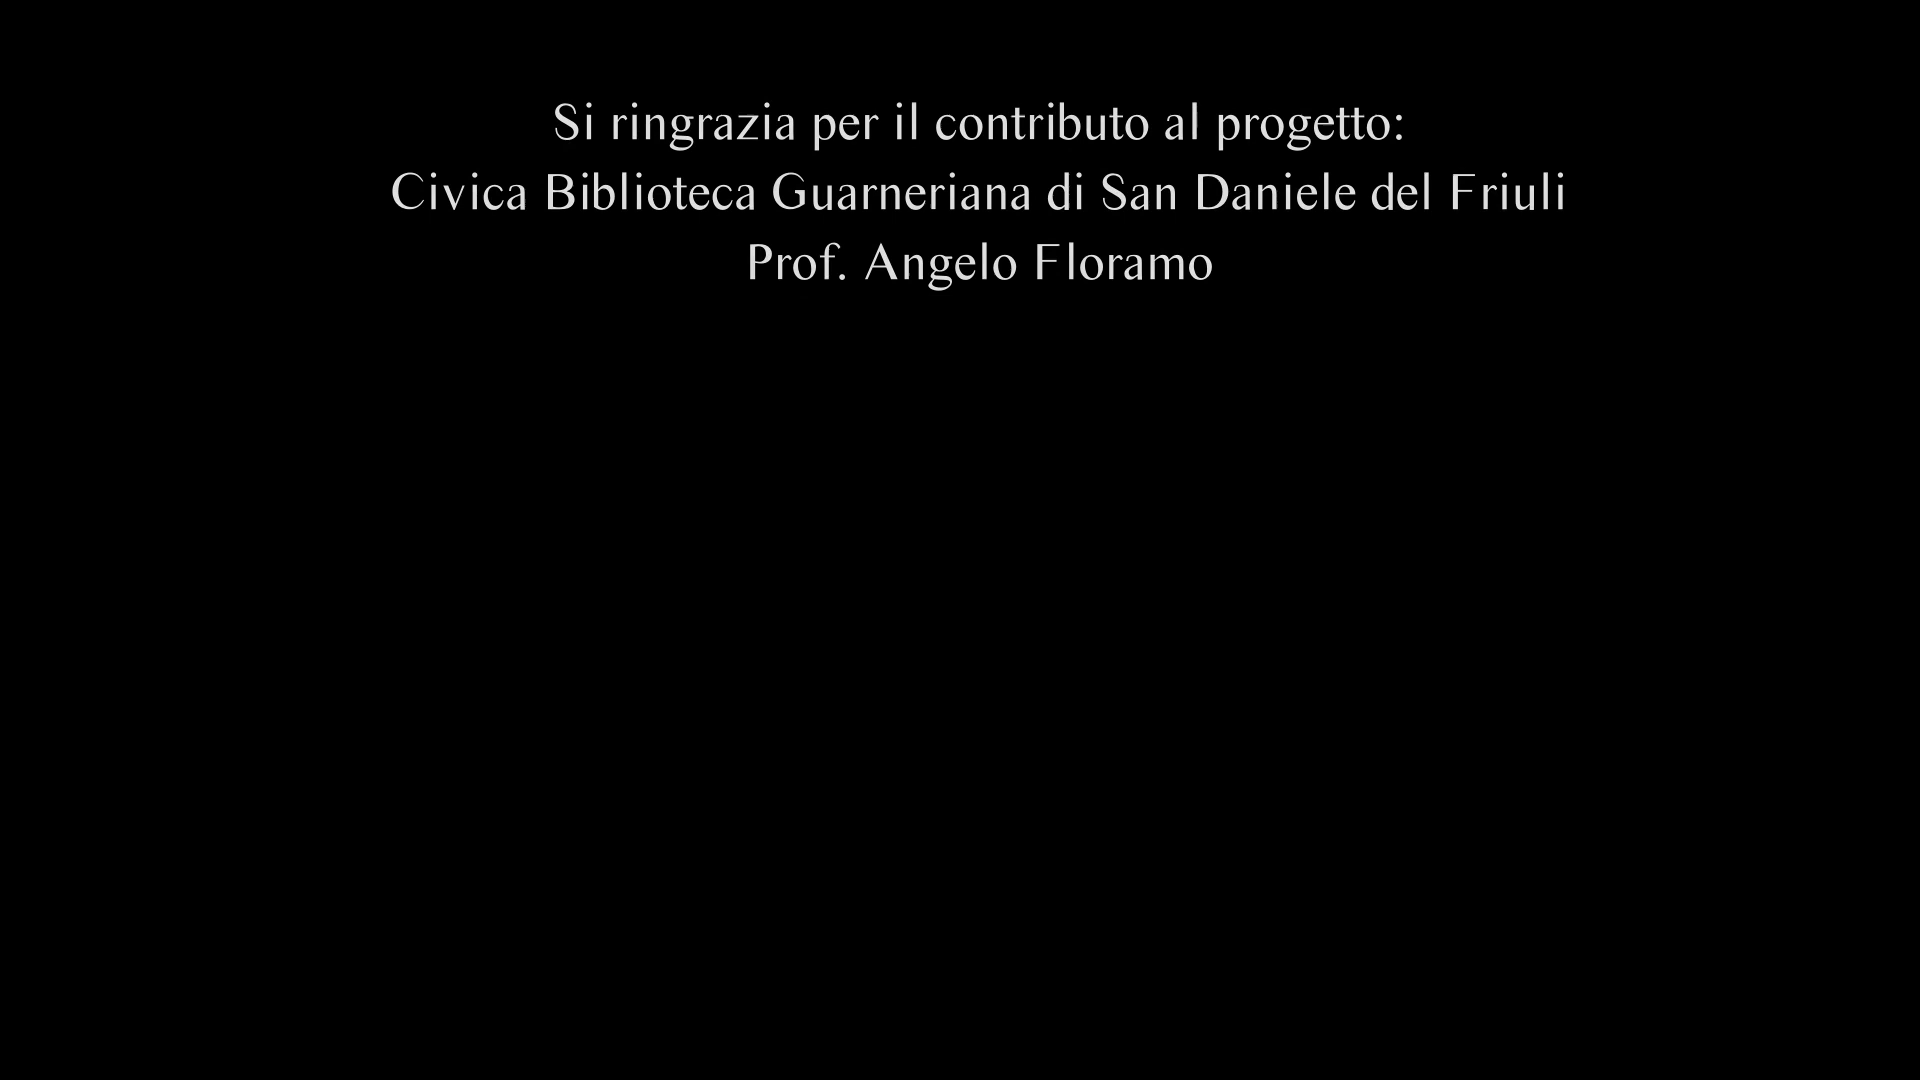 Si ringrazia per il contributo al progetto:
Civica Biblioteca Guarneriana di San Daniele del Friuli
Prof. Angelo Floramo